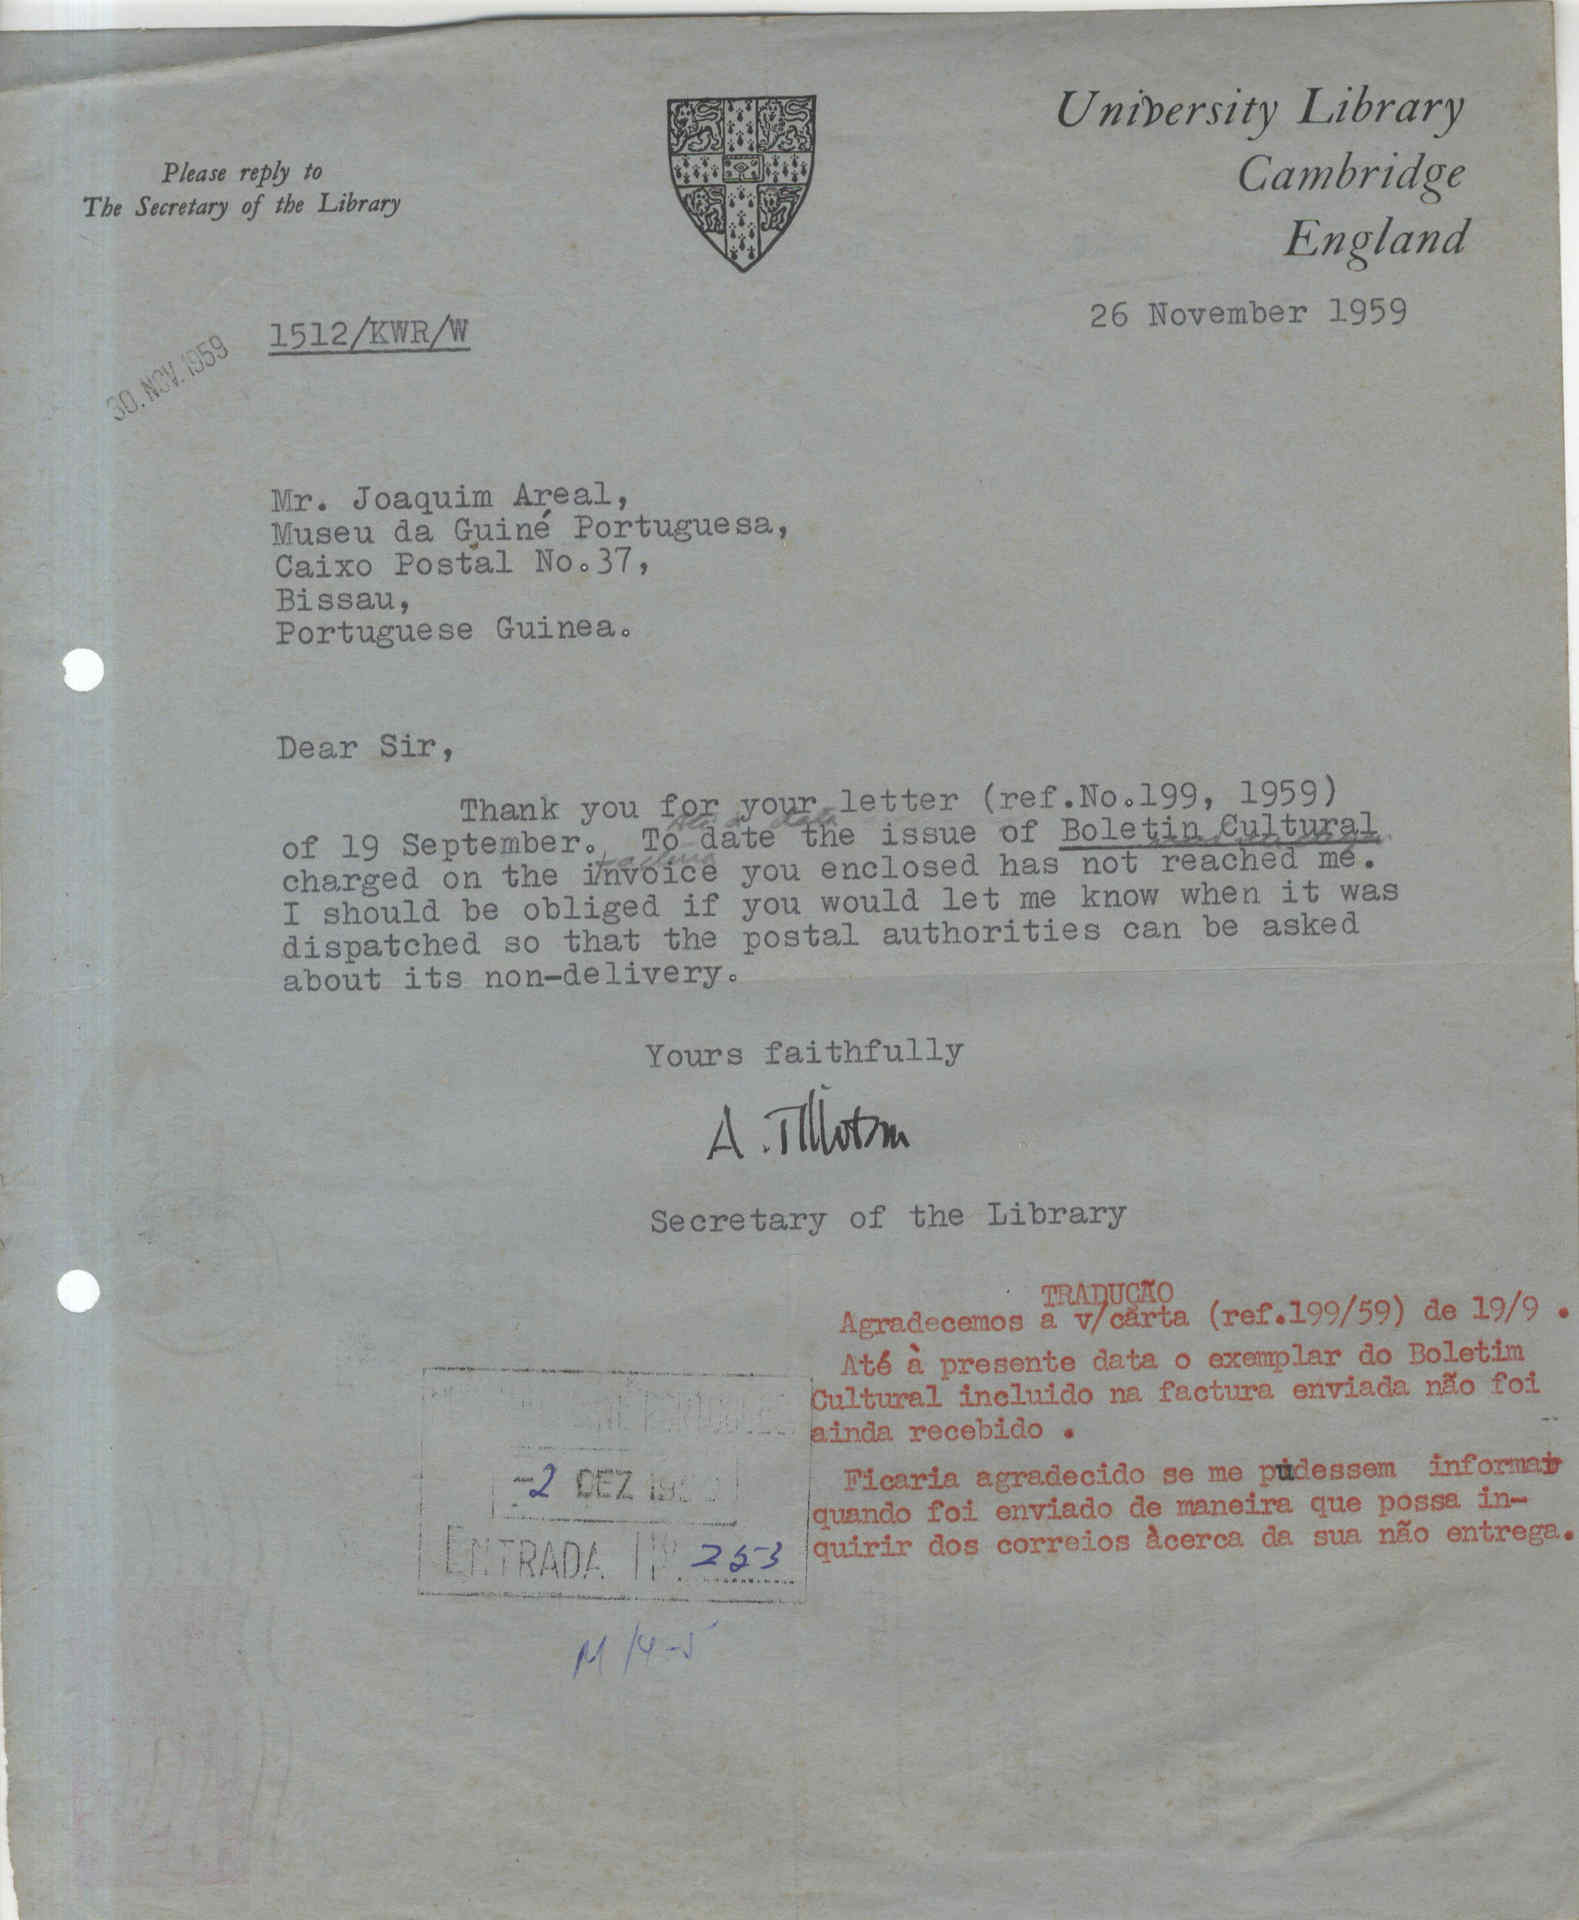 Please reply to
The Secretary of the Library
University Library
Cambridge
England
26 November 1959
1512/KWR/W
30. NOV. 1959
Mr. Joaquim Areal,
Museu da Guiné Portuguesa,
Caixo Postal No.37,
Bissau,
Portuguese Guinea.
Dear Sir,
Thank you for your letter (ref.No.199, 1959)
data
of 19 September. To date the issue of Boletin Cultural
factura
charged on the invoice you enclosed has not reached me.
I should be obliged if you would let me know when it was
dispatched so that the postal authorities can be asked
about its non-delivery.
Yours faithfully
A. Tillotson
Secretary of the Library
TRADUCÃO
Agradecemos a v/carta (ref.199/59) de 19/9 .
Até à presente data o exemplar do Boletim
Cultural incluido na factura enviada não foi
ainda recebido .
Ficaria agradecido se me pudessem informar
quando foi enviado de maneira que possa in-
quirir dos correios àcerca da sua não entrega.
-2 DEZ
ENTRADA Nº 253
M/4-5